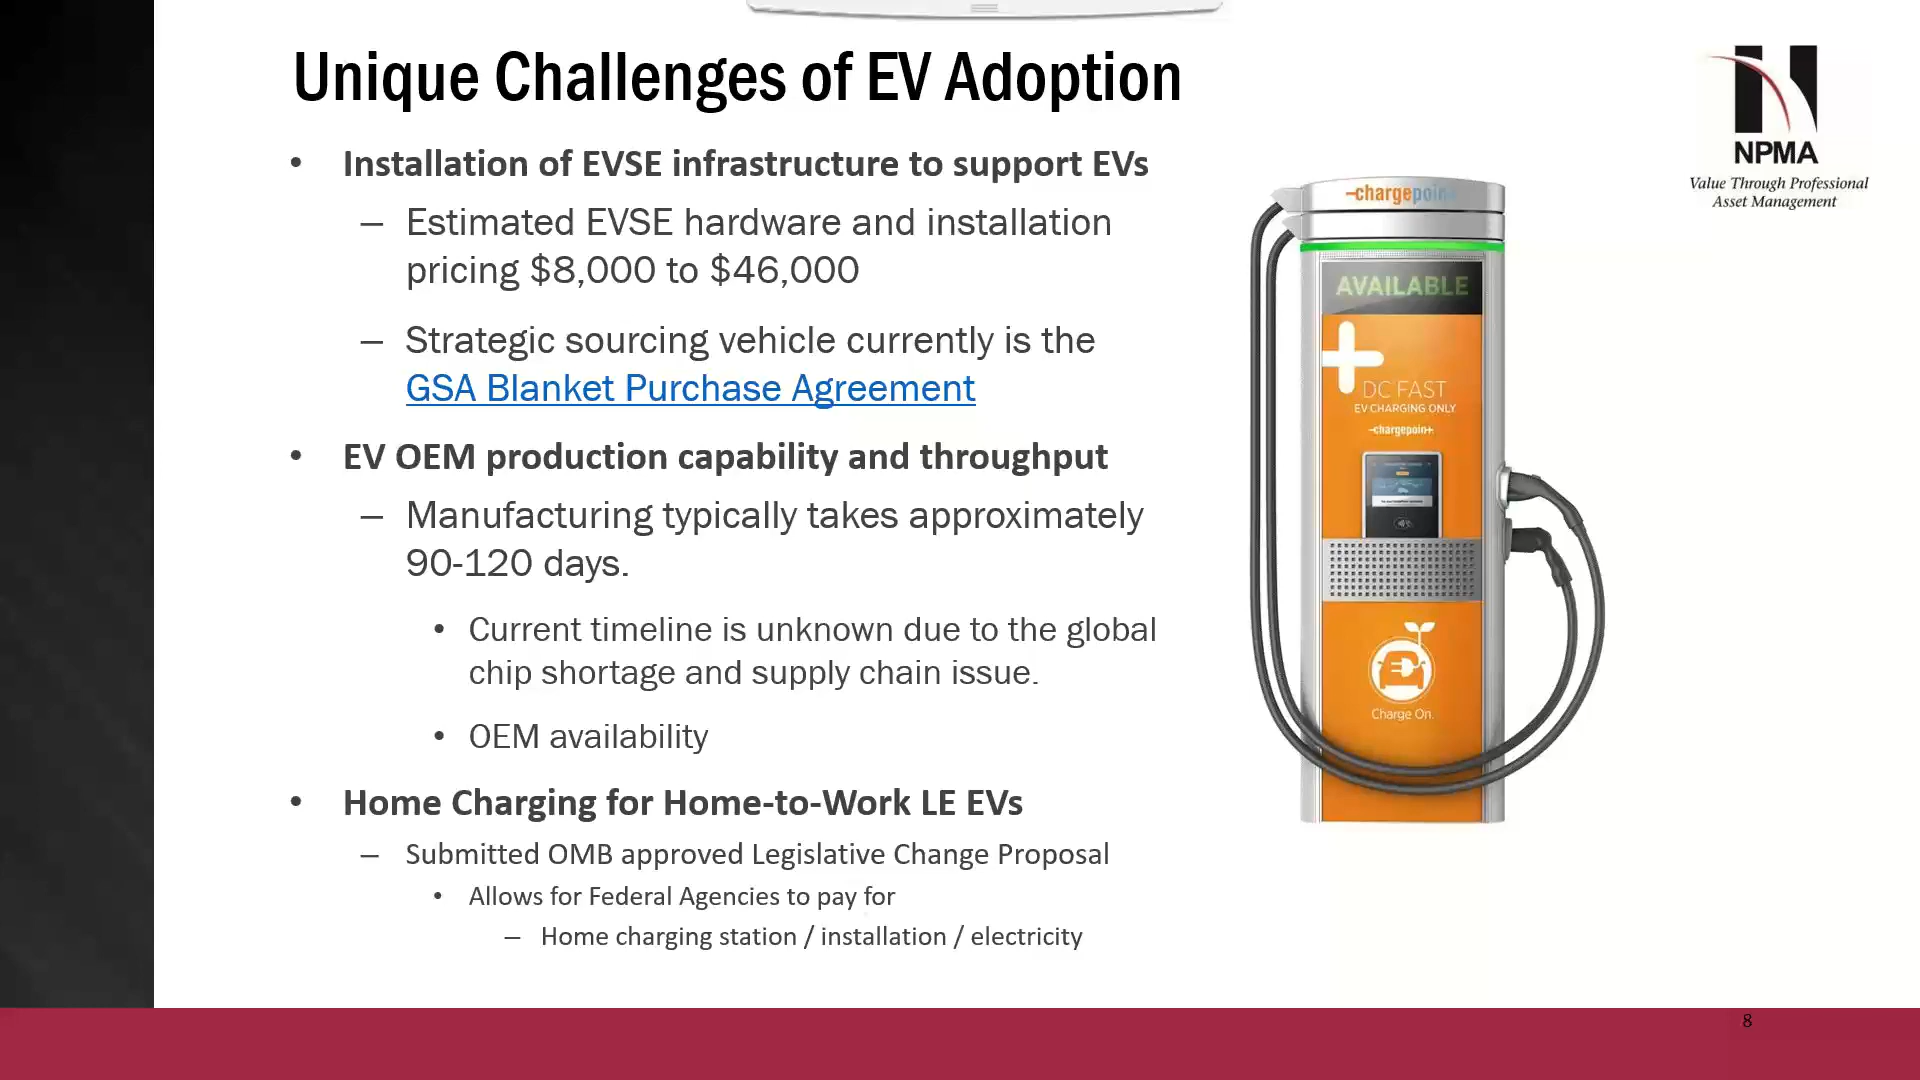 Unique Challenges of EV Adoption
• Installation of EVSE infrastructure to support EVs
– Estimated EVSE hardware and installation
pricing $8,000 to $46,000
– Strategic sourcing vehicle currently is the
GSA Blanket Purchase Agreement
• EV OEM production capability and throughput
– Manufacturing typically takes approximately
90-120 days.
• Current timeline is unknown due to the global
chip shortage and supply chain issue.
• OEM availability
• Home Charging for Home-to-Work LE EVs
– Submitted OMB approved Legislative Change Proposal
• Allows for Federal Agencies to pay for
– Home charging station / installation / electricity
-chargepoin+
AVAILABLE
DC FAST
EV CHARGING ONLY
-chargepoin+
Charge On.
NPMA
Value Through Professional
Asset Management
8